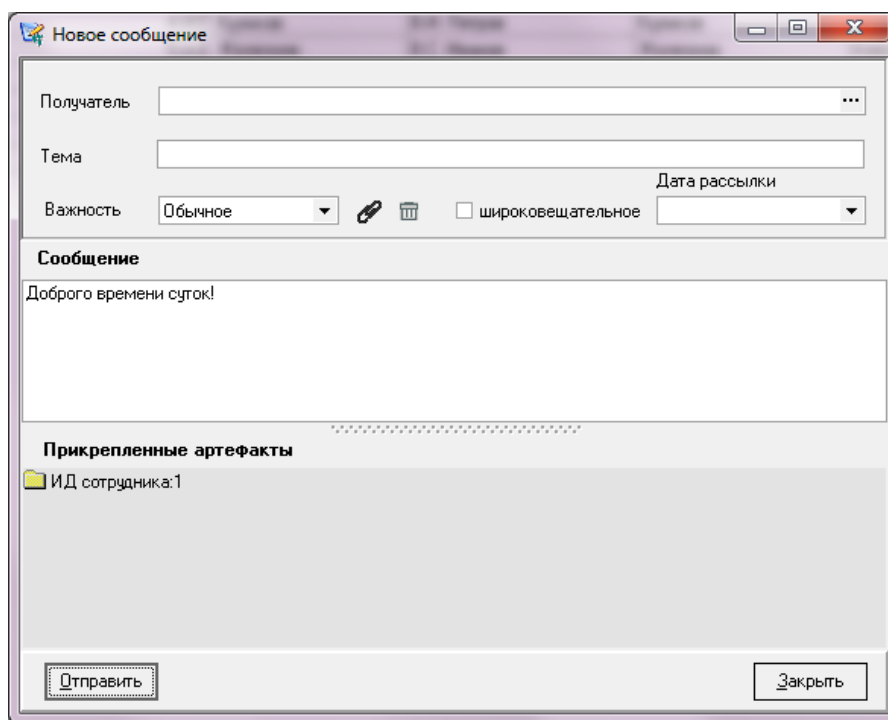 Новое сообщение
Получатель
...
Тема
Дата рассылки
Важность Обычное широковещательное
Сообщение
Доброго времени суток!
Прикрепленные артефакты
ИД сотрудника:1
Отправить Закрыть